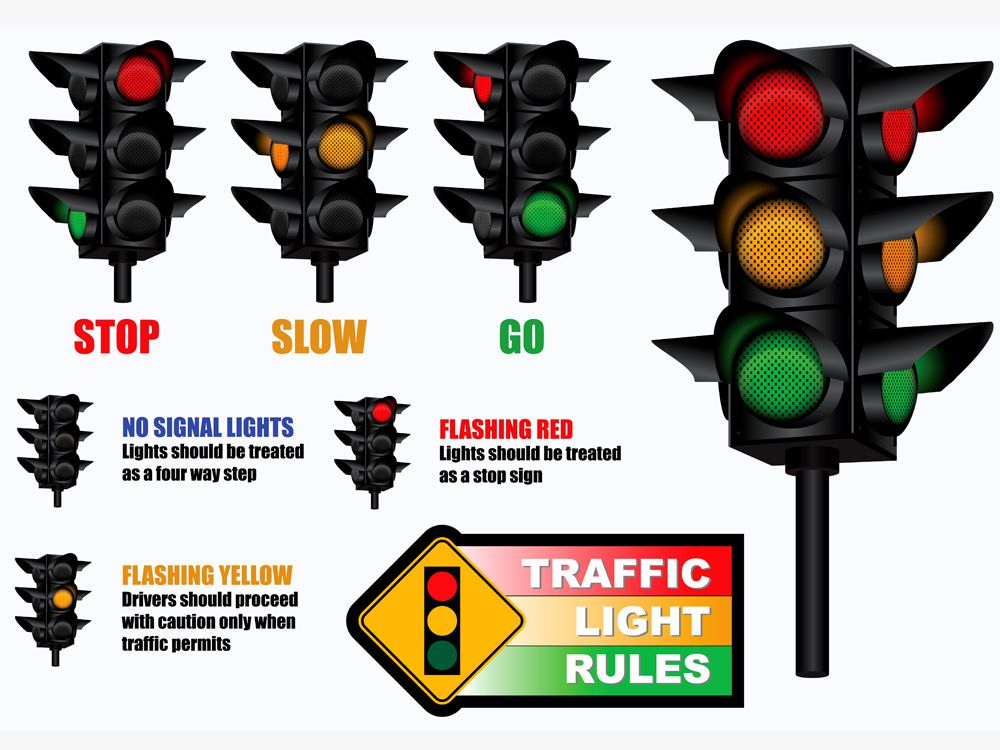 STOP
SLOW
GO
NO SIGNAL LIGHTS
Lights should be treated
as a four way step
FLASHING RED
Lights should be treated
as a stop sign
FLASHING YELLOW
Drivers should proceed
with caution only when
traffic permits
TRAFFIC
LIGHT
RULES